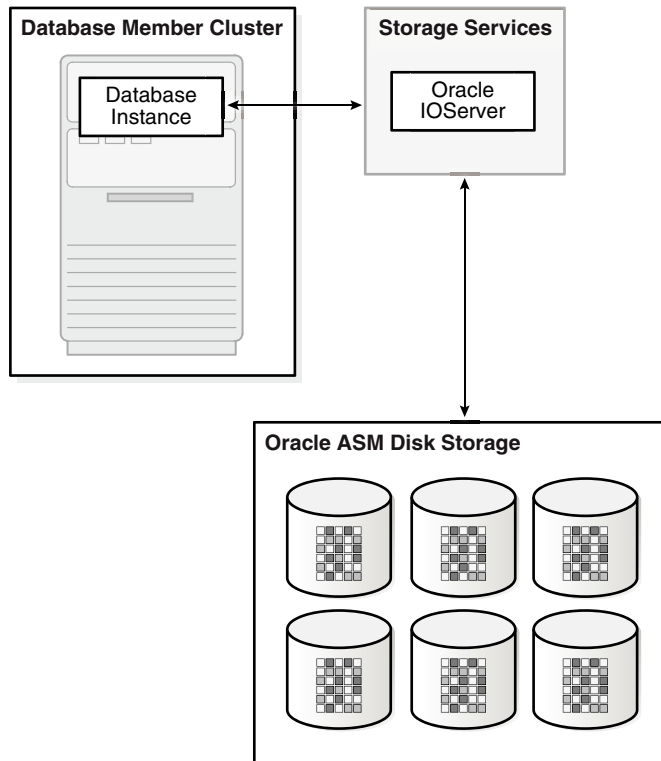 Database Member Cluster
Database
Instance
Storage Services
Oracle
IOServer
Oracle ASM Disk Storage